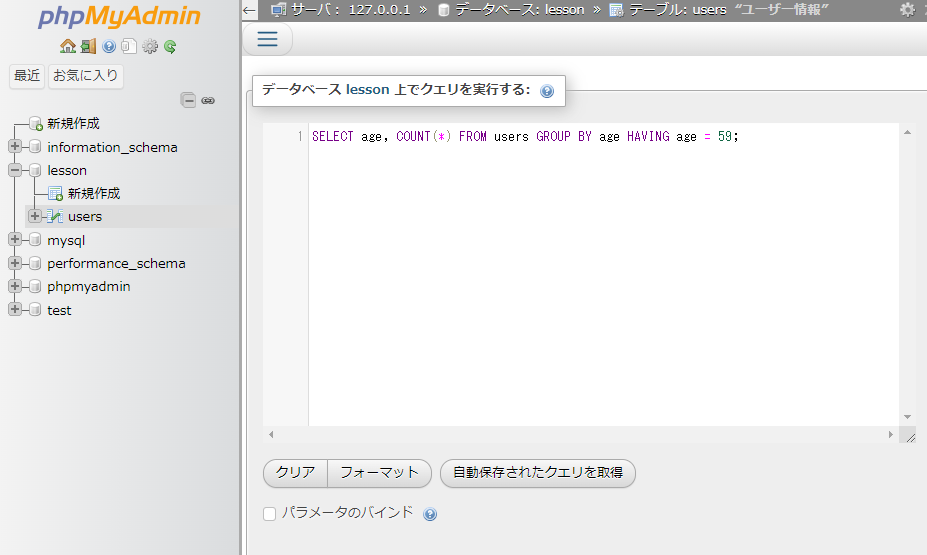 phpMyAdmin
最近 お気に入り
新規作成
information_schema
lesson
新規作成
users
mysql
performance_schema
phpmyadmin
test
サーバ: 127.0.0.1 » データベース: lesson » テーブル: users “ユーザー情報”
データベース lesson 上でクエリを実行する:
1 SELECT age, COUNT(*) FROM users GROUP BY age HAVING age = 59;
クリア フォーマット 自動保存されたクエリを取得
パラメータのバインド